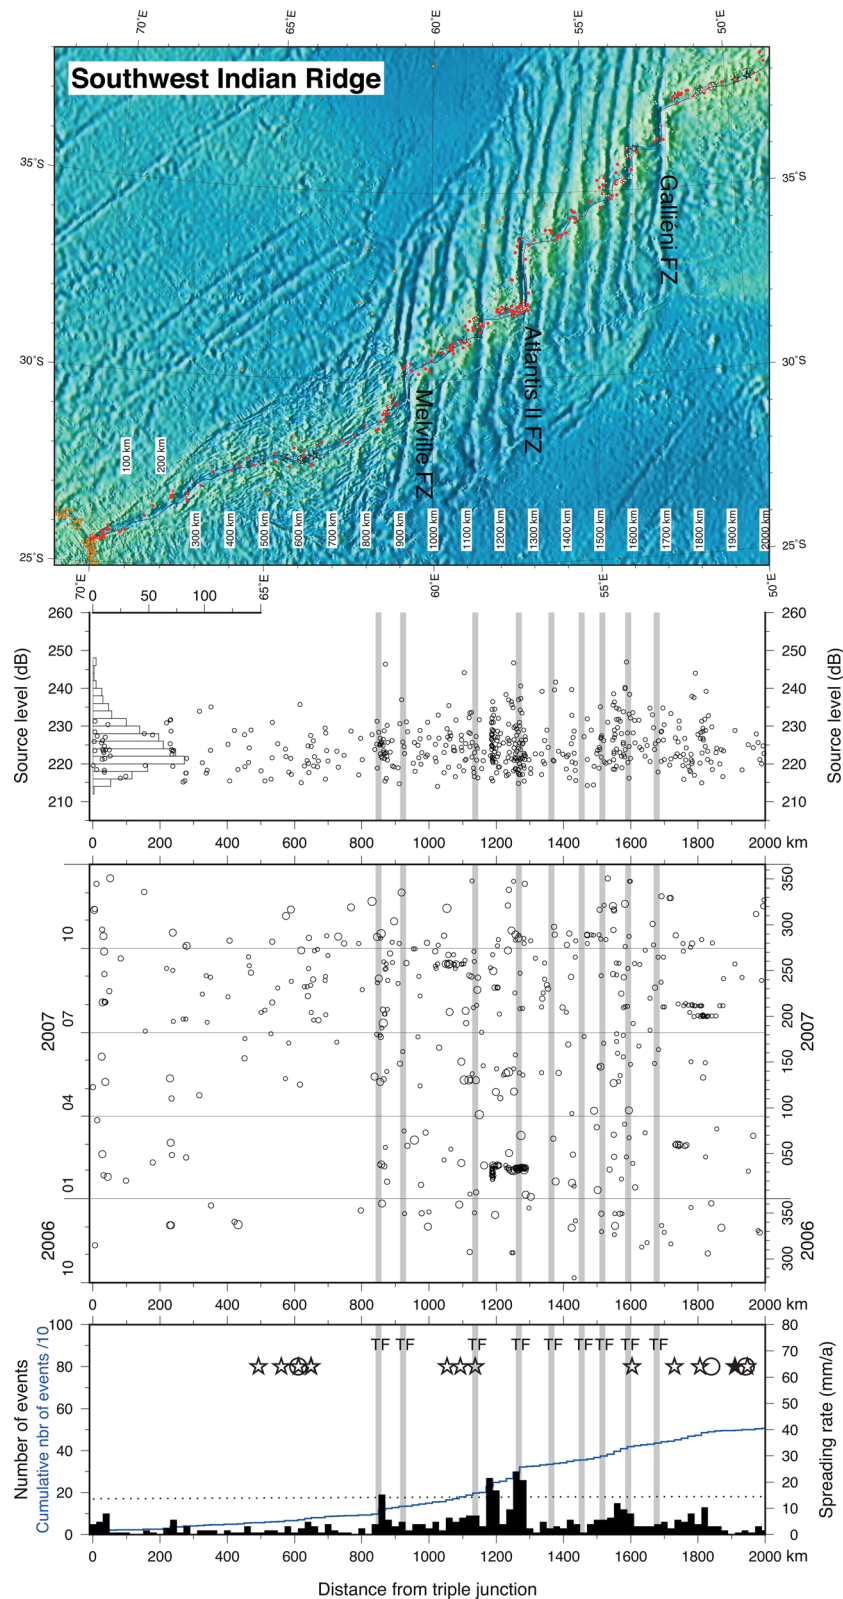 70°E
65°E
60°E
55°E
50°E
Southwest Indian Ridge
35°S
35°S
Galliéni FZ
30°S
30°S
Atlantis II FZ
Melville FZ
100 km
200 km
300 km
400 km
500 km
600 km
700 km
800 km
900 km
1000 km
1100 km
1200 km
1300 km
1400 km
1500 km
1600 km
1700 km
1800 km
1900 km
2000 km
25°S
25°S
70°E
65°E
60°E
55°E
50°E
0 50 100
260 260
250 250
240 240
230 230
220 220
210 210
Source level (dB)
Source level (dB)
0 200 400 600 800 1000 1200 1400 1600 1800 2000 km
10
07
04
01
10
2007
2006
350
300
250
200
150
100
050
350
300
2007
2006
0 200 400 600 800 1000 1200 1400 1600 1800 2000 km
100 80
70
80 60
60 50
40
40 30
20 20
10
0 0
Number of events
Cumulative nbr of events /10
Spreading rate (mm/a)
TF TF TF TF TF TF TF TF TF
0 200 400 600 800 1000 1200 1400 1600 1800 2000 km
Distance from triple junction